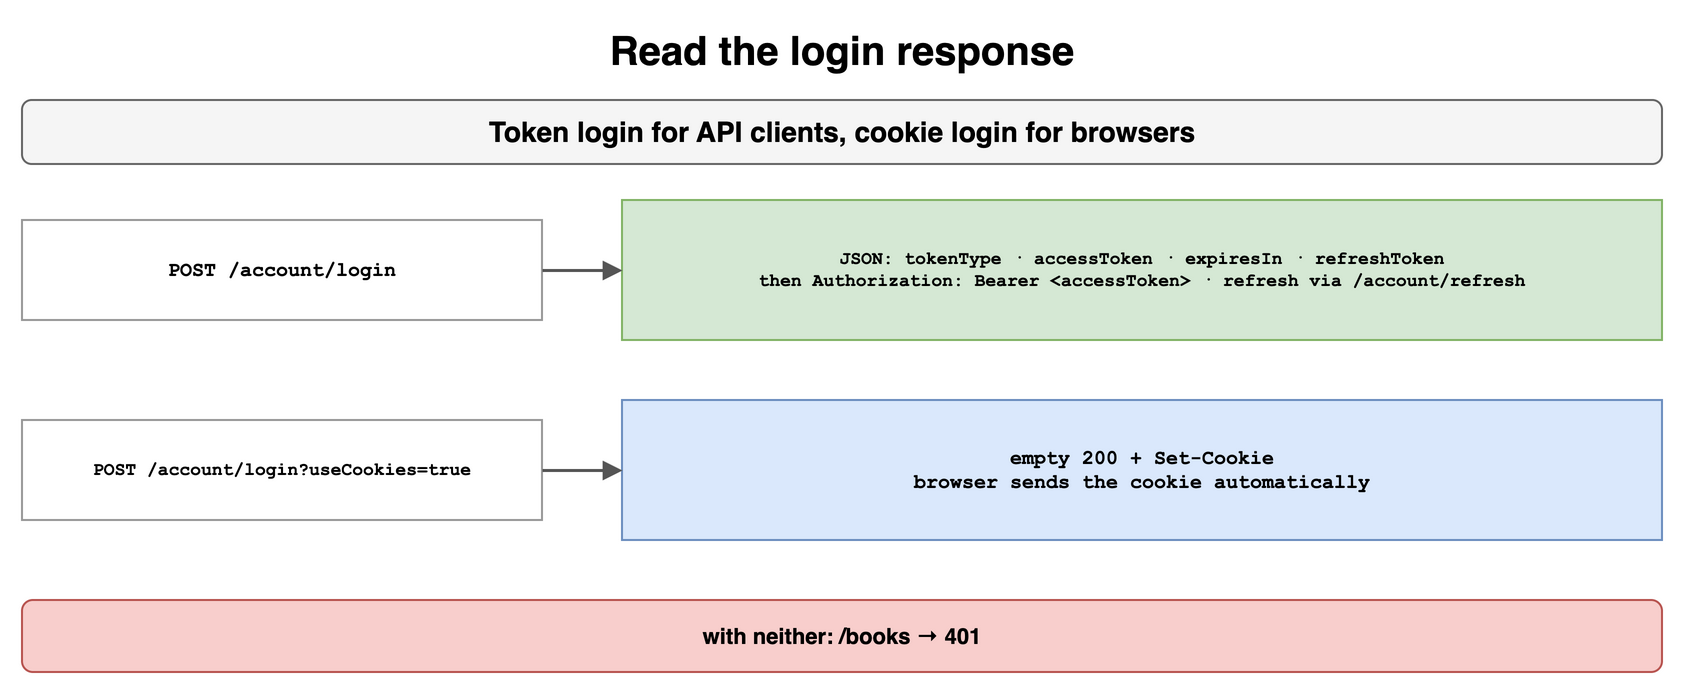 Read the login response
Token login for API clients, cookie login for browsers
POST /account/login
JSON: tokenType · accessToken · expiresIn · refreshToken
then Authorization: Bearer <accessToken> · refresh via /account/refresh
POST /account/login?useCookies=true
empty 200 + Set-Cookie
browser sends the cookie automatically
with neither: /books → 401